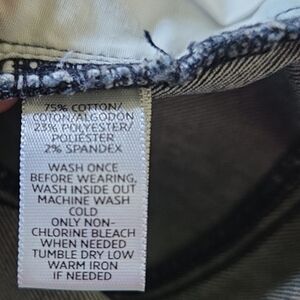 75% COTTON/
COTON/ALGODON
23% POLYESTER/
POLIÉSTER
2% SPANDEX
WASH ONCE
BEFORE WEARING,
WASH INSIDE OUT
MACHINE WASH
COLD
ONLY NON-
CHLORINE BLEACH
WHEN NEEDED
TUMBLE DRY LOW
WARM IRON
IF NEEDED